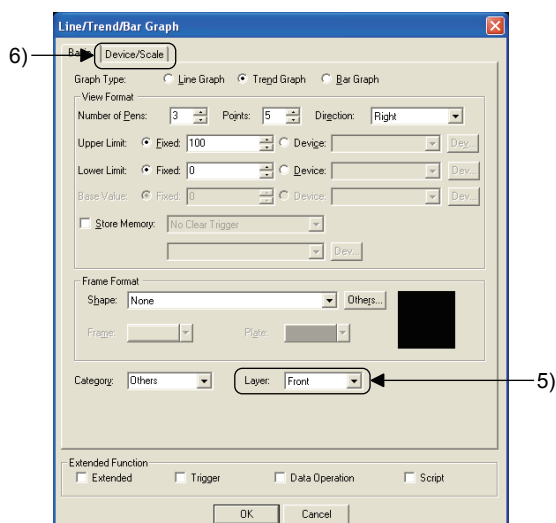 Line/Trend/Bar Graph
6)
Basic Device/Scale
Graph Type: Line Graph Trend Graph Bar Graph
View Format
Number of Pens: 3 Points: 5 Direction: Right
Upper Limit: Fixed: 100 Device: Dev...
Lower Limit: Fixed: 0 Device: Dev...
Base Value: Fixed: 0 Device: Dev...
Store Memory: No Clear Trigger
Dev...
Frame Format
Shape: None Others...
Frame: Plate:
Category: Others Layer: Front
5)
Extended Function
Extended Trigger Data Operation Script
OK Cancel